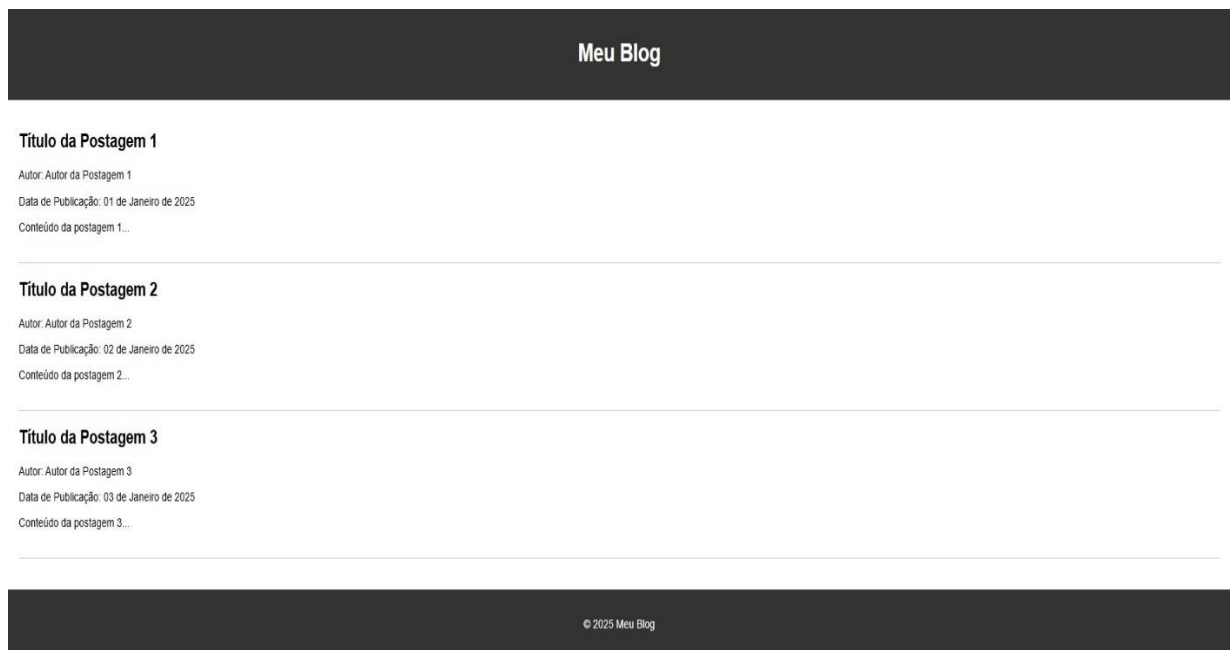 Meu Blog
Título da Postagem 1
Autor: Autor da Postagem 1
Data de Publicação: 01 de Janeiro de 2025
Conteúdo da postagem 1...
Título da Postagem 2
Autor: Autor da Postagem 2
Data de Publicação: 02 de Janeiro de 2025
Conteúdo da postagem 2...
Título da Postagem 3
Autor: Autor da Postagem 3
Data de Publicação: 03 de Janeiro de 2025
Conteúdo da postagem 3...
© 2025 Meu Blog